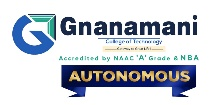 Gnanamani
College of Technology
Accredited by NAAC 'A' Grade & NBA
AUTONOMOUS